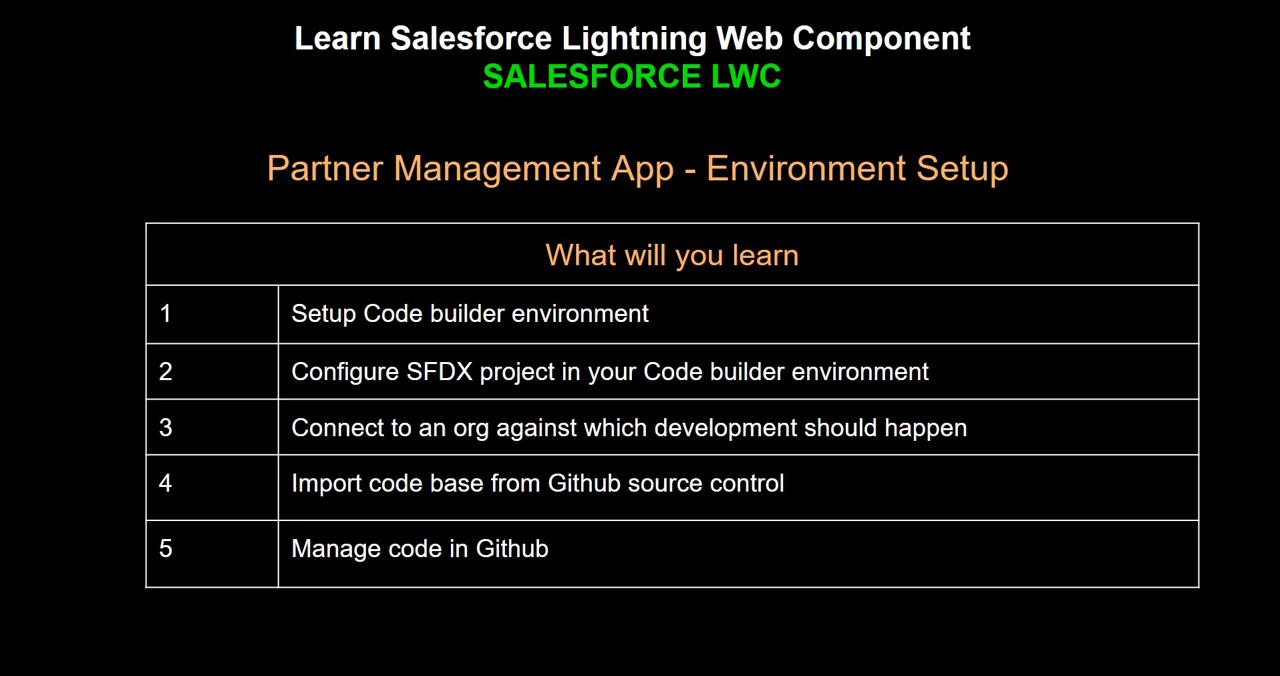 Learn Salesforce Lightning Web Component
SALESFORCE LWC
Partner Management App - Environment Setup
What will you learn
1 Setup Code builder environment
2 Configure SFDX project in your Code builder environment
3 Connect to an org against which development should happen
4 Import code base from Github source control
5 Manage code in Github